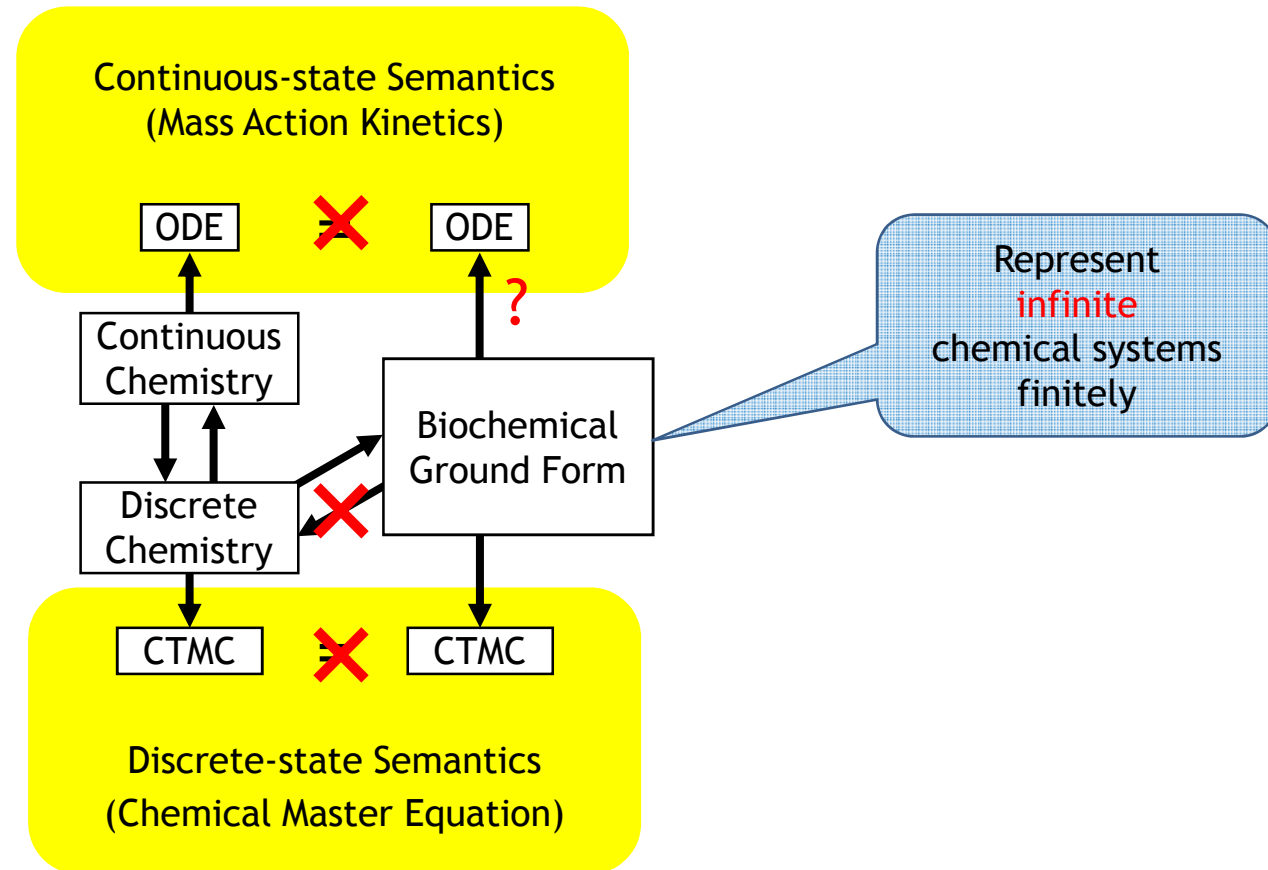 Continuous-state Semantics
(Mass Action Kinetics)
ODE
ODE
?
Continuous
Chemistry
Represent
infinite
chemical systems
finitely
Biochemical
Ground Form
Discrete
Chemistry
CTMC
CTMC
Discrete-state Semantics
(Chemical Master Equation)